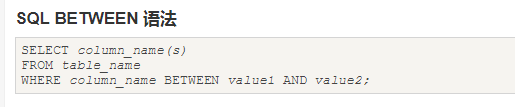 SQL BETWEEN 语法
SELECT column_name(s)
FROM table_name
WHERE column_name BETWEEN value1 AND value2;